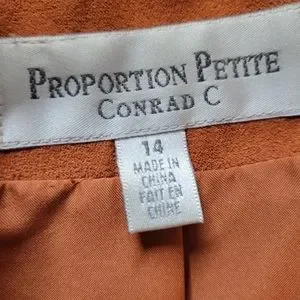 PROPORTION PETITE
CONRAD C
14
MADE IN
CHINA
FAIT EN
CHINE